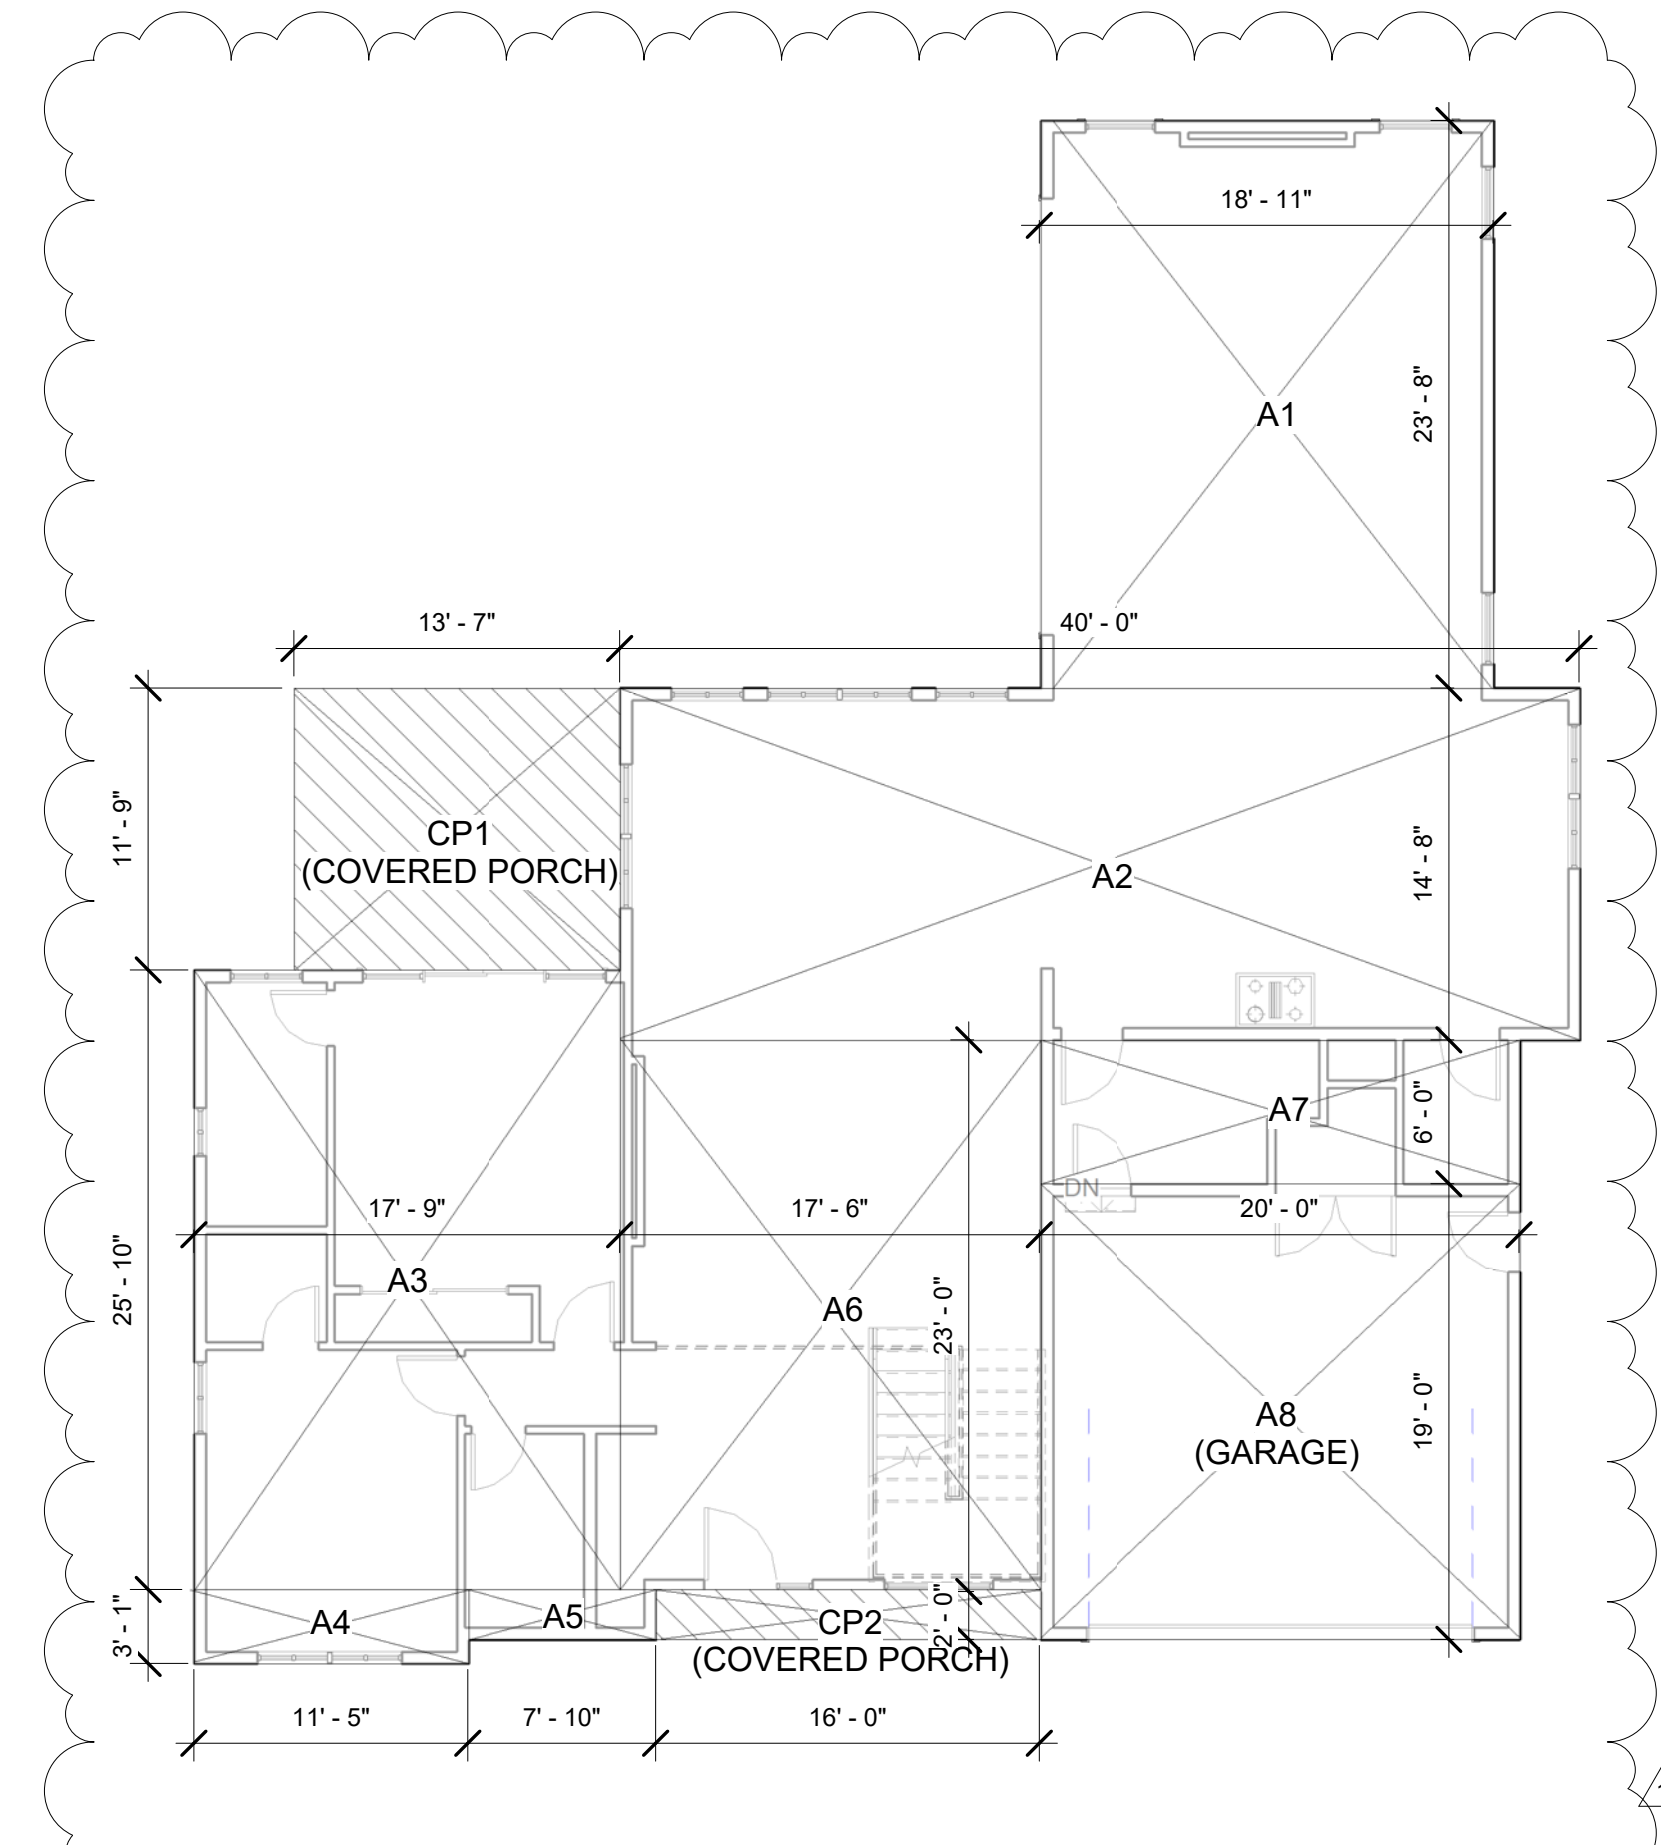 18' - 11"
23' - 8"
A1
13' - 7"
40' - 0"
11' - 9"
CP1
(COVERED PORCH)
A2
14' - 8"
A7
6' - 0"
DN
17' - 9"
17' - 6"
20' - 0"
25' - 10"
A3
A6
23' - 0"
A8
(GARAGE)
19' - 0"
3' - 1"
A4
A5
CP2
(COVERED PORCH)
2' - 0"
11' - 5"
7' - 10"
16' - 0"